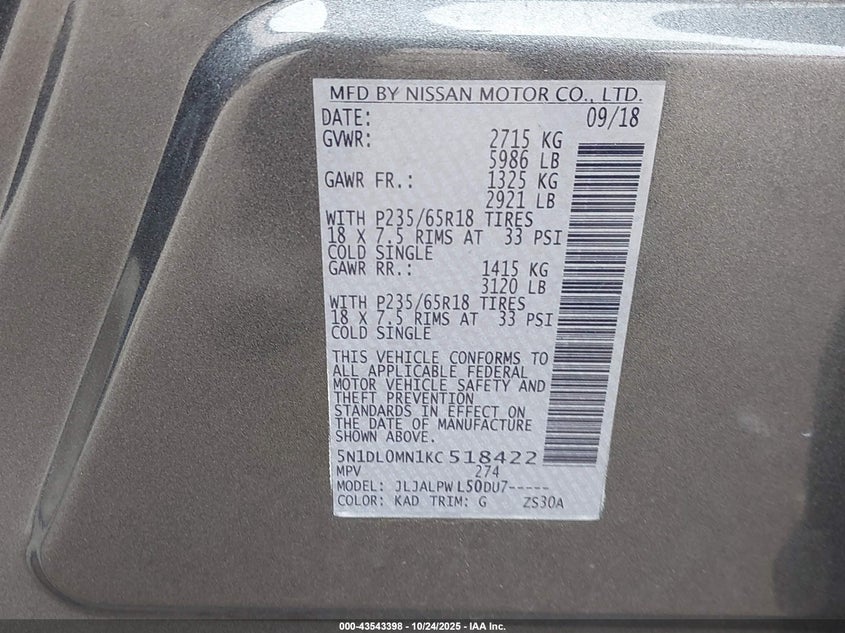 MFD BY NISSAN MOTOR CO., LTD.
DATE: 09/18
GVWR: 2715 KG
5986 LB
GAWR FR.: 1325 KG
2921 LB
WITH P235/65R18 TIRES
18 X 7.5 RIMS AT 33 PSI
COLD SINGLE
GAWR RR.: 1415 KG
3120 LB
WITH P235/65R18 TIRES
18 X 7.5 RIMS AT 33 PSI
COLD SINGLE
THIS VEHICLE CONFORMS TO
ALL APPLICABLE FEDERAL
MOTOR VEHICLE SAFETY AND
THEFT PREVENTION
STANDARDS IN EFFECT ON
THE DATE OF MANUFACTURE
SHOWN ABOVE.
5N1DL0MN1KC518422
MPV 274
MODEL: JLJALPWL50DU7-----
COLOR: KAD TRIM: G ZS30A
000-43543398 - 10/24/2025 - IAA Inc.